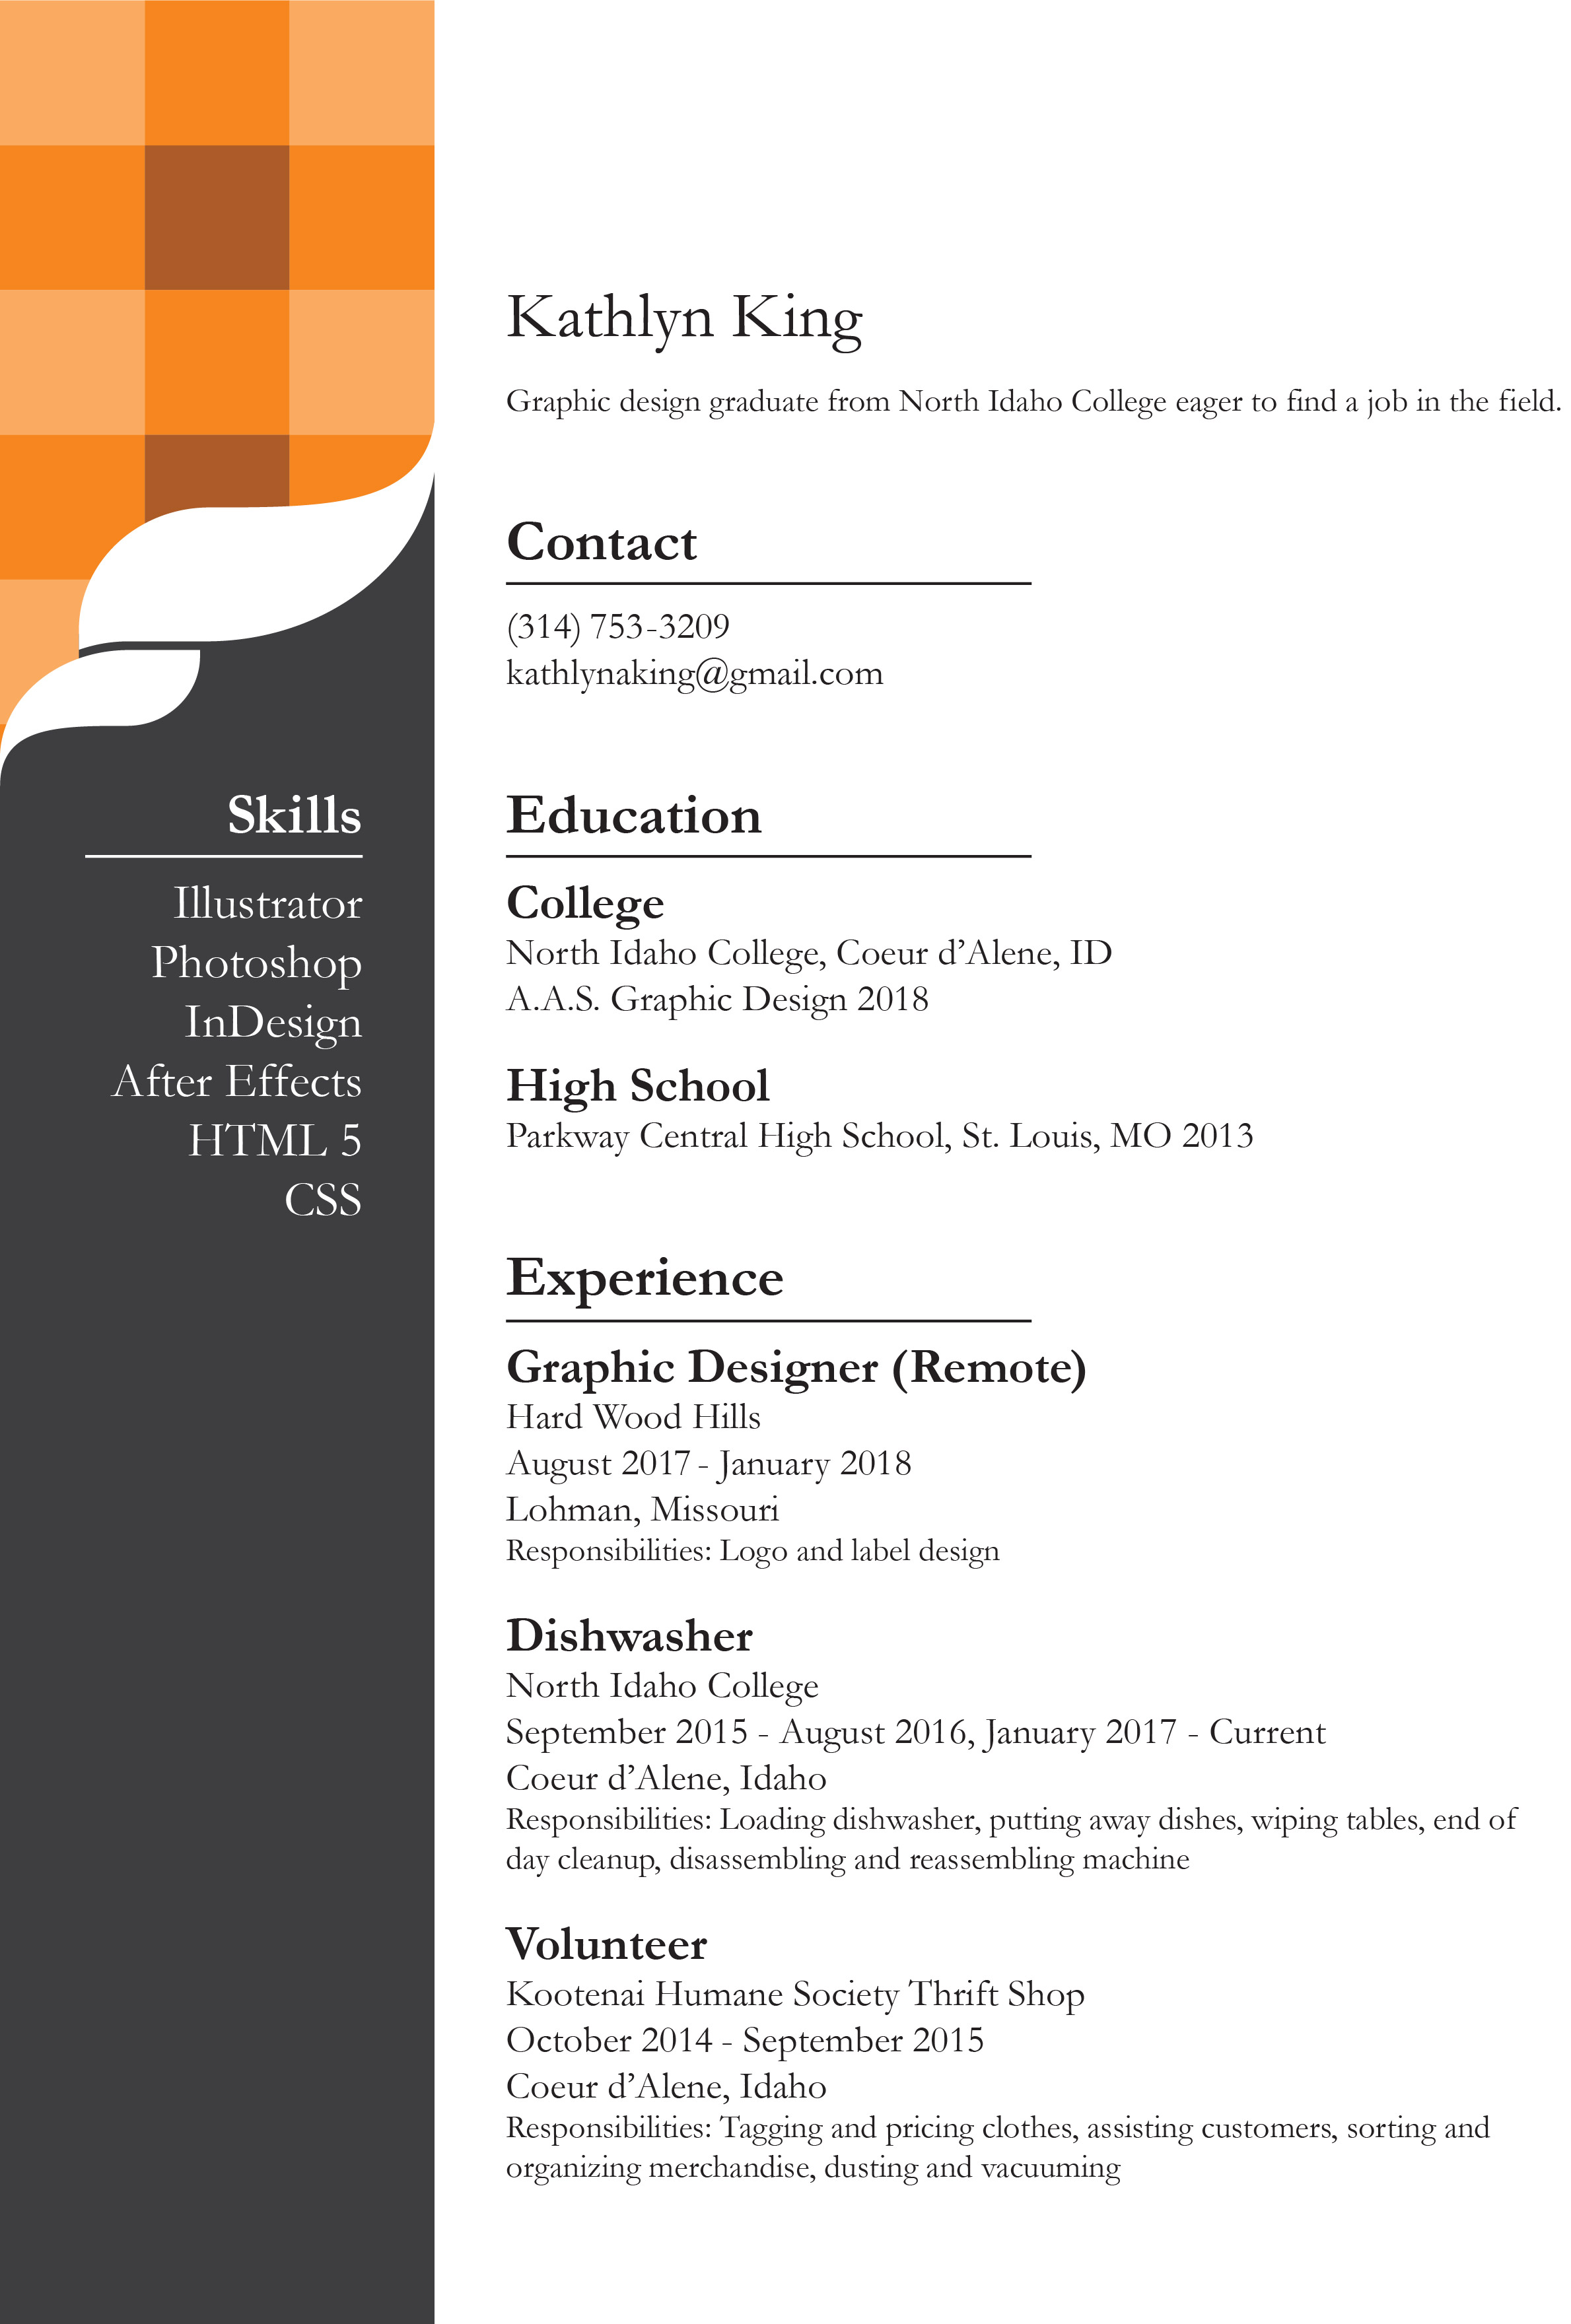 Kathlyn King
Graphic design graduate from North Idaho College eager to find a job in the field.
Contact
(314) 753-3209
kathlynaking@gmail.com
Skills
Illustrator
Photoshop
InDesign
After Effects
HTML 5
CSS
Education
College
North Idaho College, Coeur d’Alene, ID
A.A.S. Graphic Design 2018
High School
Parkway Central High School, St. Louis, MO 2013
Experience
Graphic Designer (Remote)
Hard Wood Hills
August 2017 - January 2018
Lohman, Missouri
Responsibilities: Logo and label design
Dishwasher
North Idaho College
September 2015 - August 2016, January 2017 - Current
Coeur d’Alene, Idaho
Responsibilities: Loading dishwasher, putting away dishes, wiping tables, end of
day cleanup, disassembling and reassembling machine
Volunteer
Kootenai Humane Society Thrift Shop
October 2014 - September 2015
Coeur d’Alene, Idaho
Responsibilities: Tagging and pricing clothes, assisting customers, sorting and
organizing merchandise, dusting and vacuuming